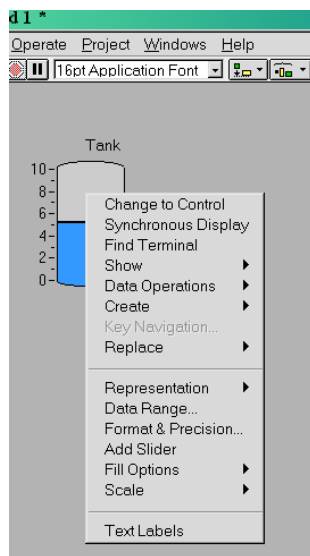 d 1 *
Operate Project Windows Help
16pt Application Font
Tank
10
8
6
4
2
0
Change to Control
Synchronous Display
Find Terminal
Show
Data Operations
Create
Key Navigation...
Replace
Representation
Data Range...
Format & Precision...
Add Slider
Fill Options
Scale
Text Labels